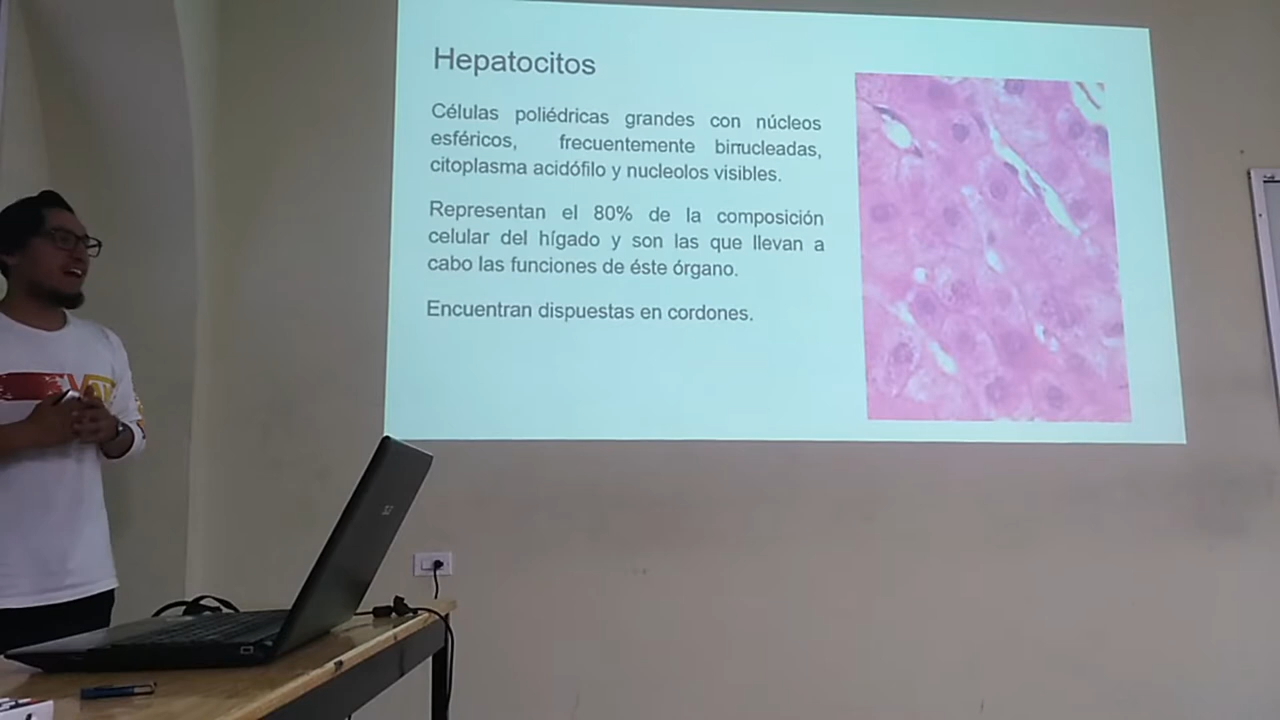 Hepatocitos
Células poliédricas grandes con núcleos
esféricos, frecuentemente binucleadas,
citoplasma acidófilo y nucleolos visibles.
Representan el 80% de la composición
celular del hígado y son las que llevan a
cabo las funciones de éste órgano.
Encuentran dispuestas en cordones.